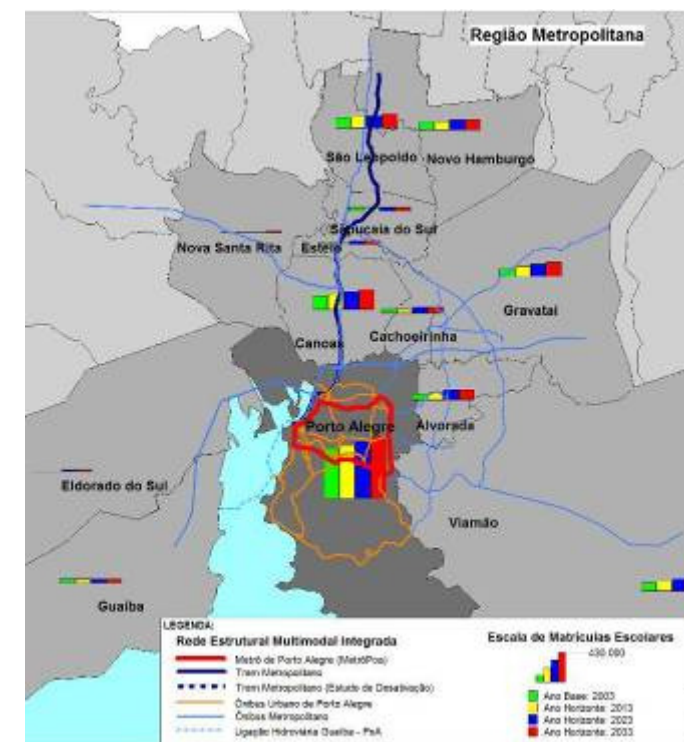 Região Metropolitana
São Leopoldo
Novo Hamburgo
Sapucaia do Sul
Nova Santa Rita
Esteio
Gravataí
Canoas
Cachoeirinha
Porto Alegre
Alvorada
Eldorado do Sul
Viamão
Guaíba
LEGENDA:
Rede Estrutural Multimodal Integrada
Metrô de Porto Alegre (MetrôPoa)
Trem Metropolitano
Trem Metropolitano (Estudo de Desativação)
Ônibus Urbano de Porto Alegre
Ônibus Metropolitano
Ligação Hidroviária Guaíba - PoA
Escala de Matrículas Escolares
430.000
Ano Base: 2003
Ano Horizonte: 2013
Ano Horizonte: 2023
Ano Horizonte: 2033